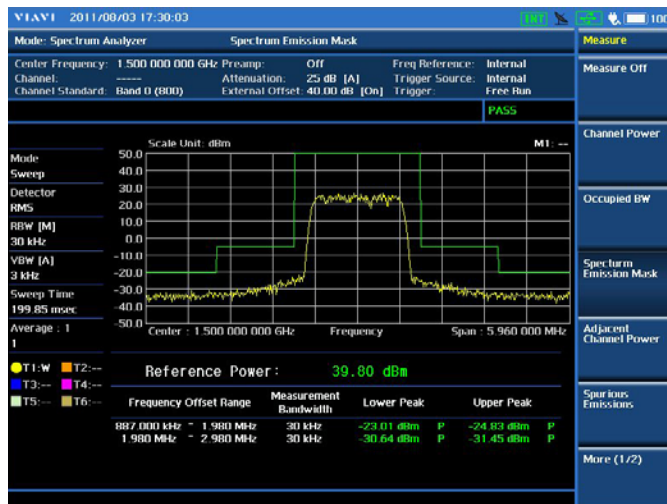 VIAVI 2011/08/03 17:30:03 INT 100
Mode: Spectrum Analyzer Spectrum Emission Mask
Center Frequency: 1.500 000 000 GHz Preamp: Off Freq Reference: Internal
Channel: ----- Attenuation: 25 dB [A] Trigger Source: Internal
Channel Standard: Band 0 (800) External Offset: 40.00 dB [On] Trigger: Free Run
PASS
Scale Unit: dBm M1: --
Mode
Sweep
Detector
RMS
RBW [M]
30 kHz
VBW [A]
3 kHz
Sweep Time
199.85 msec
Average : 1
1
T1:W T2:--
T3:-- T4:--
T5:-- T6:--
50.0
40.0
30.0
20.0
10.0
0.0
-10.0
-20.0
-30.0
-40.0
-50.0
Center : 1.500 000 000 GHz Frequency Span : 5.960 000 MHz
Reference Power: 39.80 dBm
Frequency Offset Range Measurement Bandwidth Lower Peak Upper Peak
887.000 kHz ~ 1.980 MHz 30 kHz -23.01 dBm P -24.83 dBm P
1.980 MHz ~ 2.980 MHz 30 kHz -30.64 dBm P -31.45 dBm P
Measure
Measure Off
Channel Power
Occupied BW
Specturm
Emission Mask
Adjacent
Channel Power
Spurious
Emissions
More (1/2)